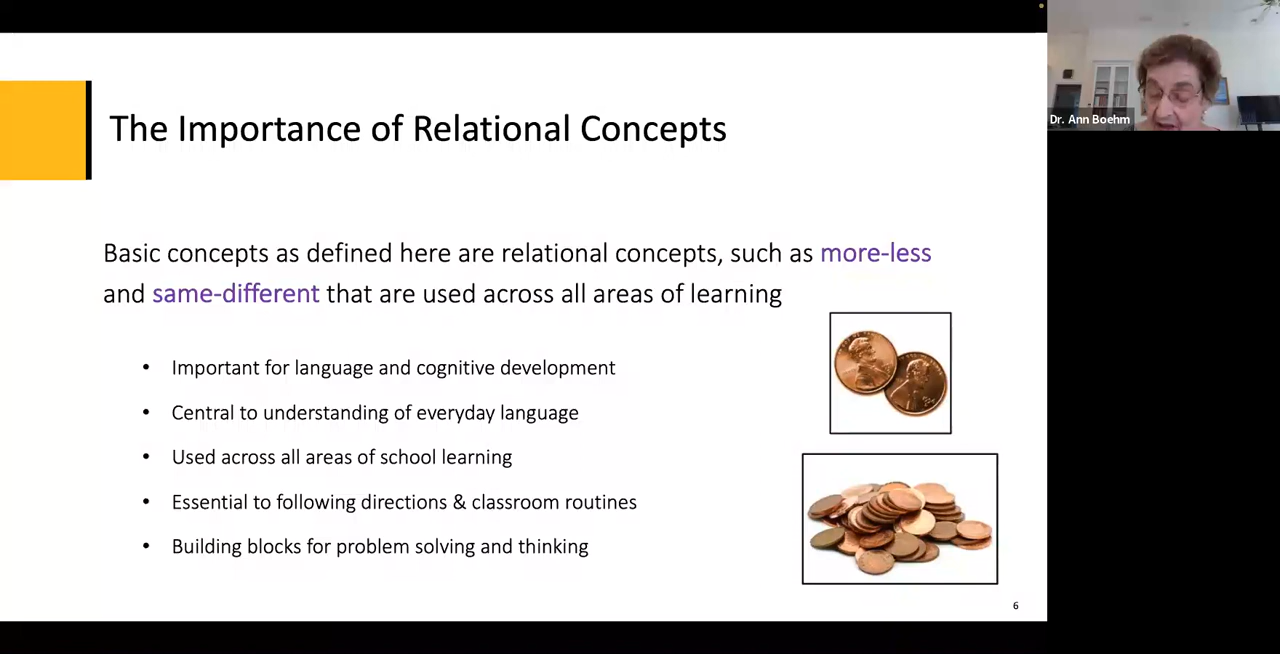 The Importance of Relational Concepts
Dr. Ann Boehm
Basic concepts as defined here are relational concepts, such as more-less
and same-different that are used across all areas of learning
• Important for language and cognitive development
• Central to understanding of everyday language
• Used across all areas of school learning
• Essential to following directions & classroom routines
• Building blocks for problem solving and thinking
6